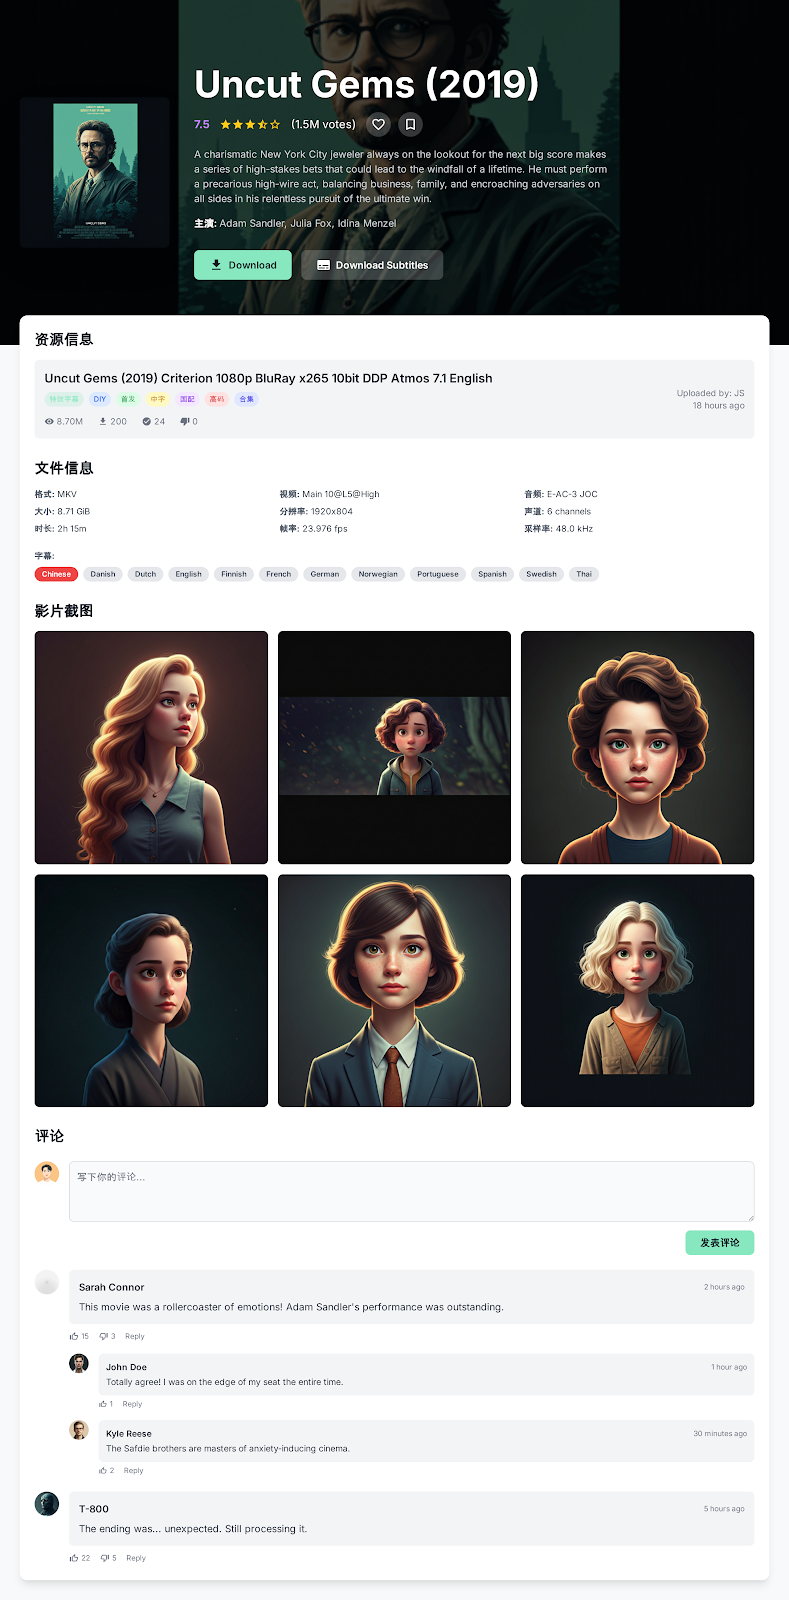 Uncut Gems (2019)
7.5 (1.5M votes)
A charismatic New York City jeweler always on the lookout for the next big score makes
a series of high-stakes bets that could lead to the windfall of a lifetime. He must perform
a precarious high-wire act, balancing business, family, and encroaching adversaries on
all sides in his relentless pursuit of the ultimate win.
主演: Adam Sandler, Julia Fox, Idina Menzel
Download
Download Subtitles
UNCUT GEMS
资源信息
Uncut Gems (2019) Criterion 1080p BluRay x265 10bit DDP Atmos 7.1 English
特效字幕 DIY 首发 中字 国配 高码 合集
8.70M 200 24 0
Uploaded by: JS
18 hours ago
文件信息
格式: MKV
视频: Main 10@L5@High
音频: E-AC-3 JOC
大小: 8.71 GiB
分辨率: 1920x804
声道: 6 channels
时长: 2h 15m
帧率: 23.976 fps
采样率: 48.0 kHz
字幕:
Chinese Danish Dutch English Finnish French German Norwegian Portuguese Spanish Swedish Thai
影片截图
评论
写下你的评论...
发表评论
Sarah Connor
2 hours ago
This movie was a rollercoaster of emotions! Adam Sandler's performance was outstanding.
15 3 Reply
John Doe
1 hour ago
Totally agree! I was on the edge of my seat the entire time.
1 Reply
Kyle Reese
30 minutes ago
The Safdie brothers are masters of anxiety-inducing cinema.
2 Reply
T-800
5 hours ago
The ending was... unexpected. Still processing it.
22 5 Reply